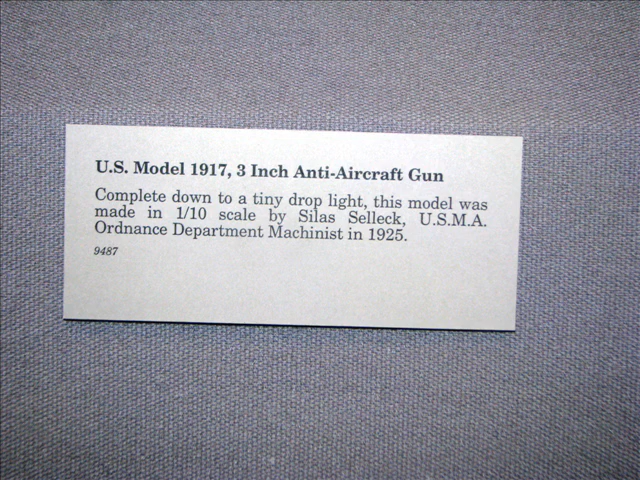 U.S. Model 1917, 3 Inch Anti-Aircraft Gun
Complete down to a tiny drop light, this model was
made in 1/10 scale by Silas Selleck, U.S.M.A.
Ordnance Department Machinist in 1925.
9487